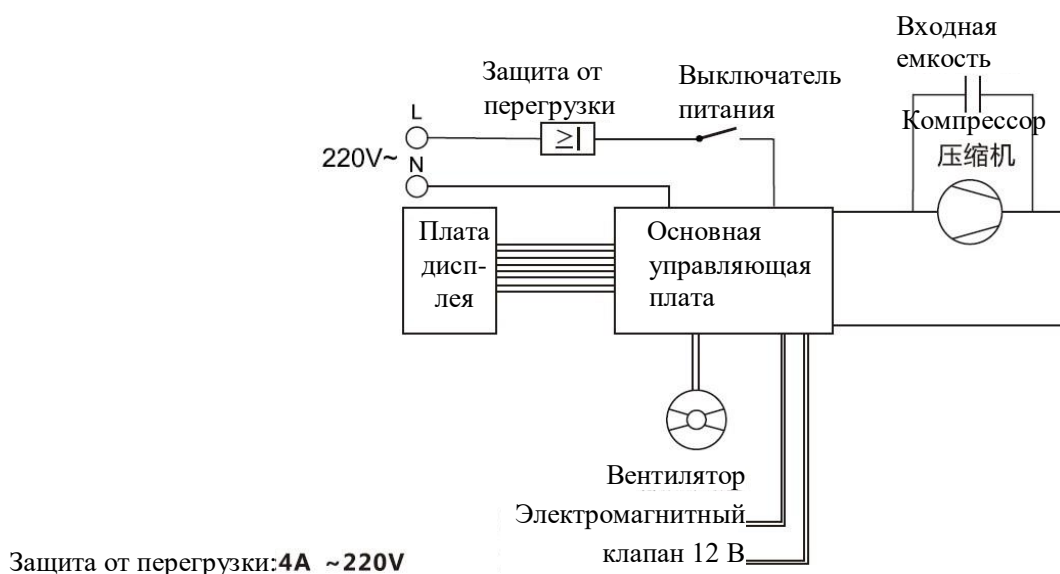 Входная
емкость
Защита от
перегрузки
Выключатель
питания
L
≥I
Компрессор
压缩机
220V~
N
Плата
дисп-
лея
Основная
управляющая
плата
Вентилятор
Электромагнитный
клапан 12 В
Защита от перегрузки:4A ~220V